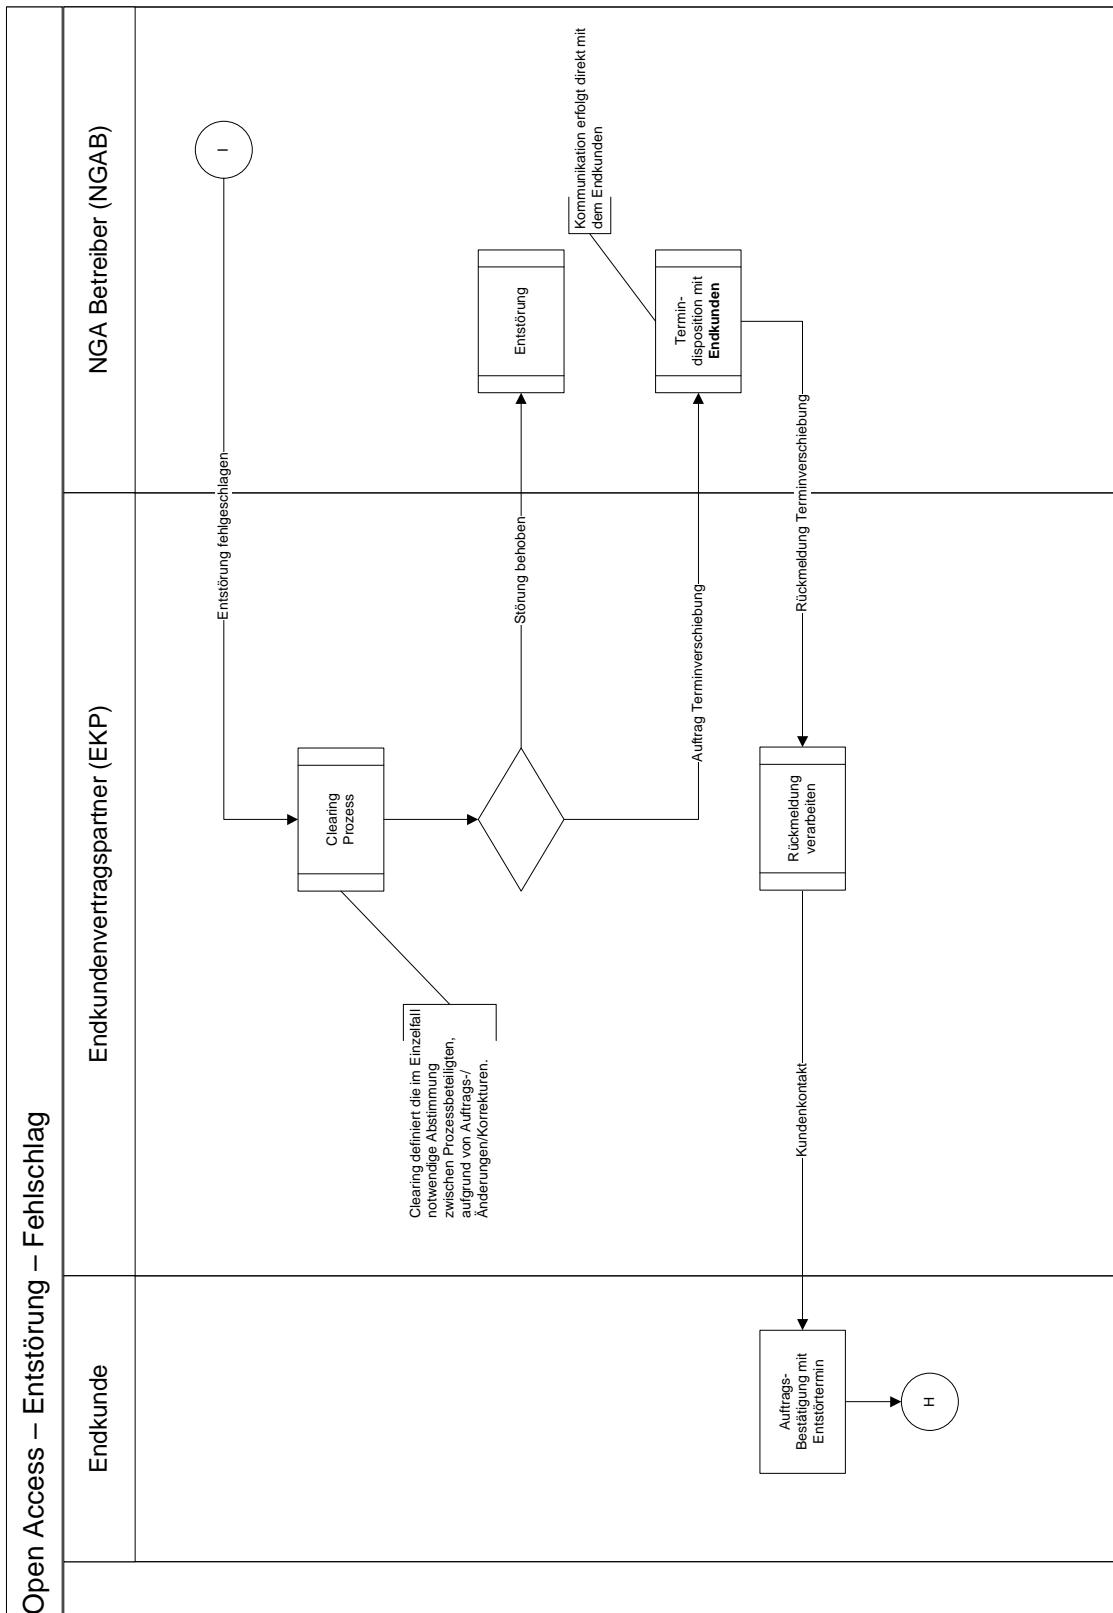 Open Access – Entstörung – Fehlschlag
NGA Betreiber (NGAB)
Endkundenvertragspartner (EKP)
Endkunde
I
Entstörung fehlgeschlagen
Clearing
Prozess
Clearing definiert die im Einzelfall
notwendige Abstimmung
zwischen Prozessbeteiligten,
aufgrund von Auftrags-/
Änderungen/Korrekturen.
Störung behoben
Entstörung
Kommunikation erfolgt direkt mit
dem Endkunden
Auftrag Terminverschiebung
Termin-
disposition mit
Endkunden
Rückmeldung Terminverschiebung
Rückmeldung
verarbeiten
Kundenkontakt
Auftrags-
Bestätigung mit
Entstörtermin
H